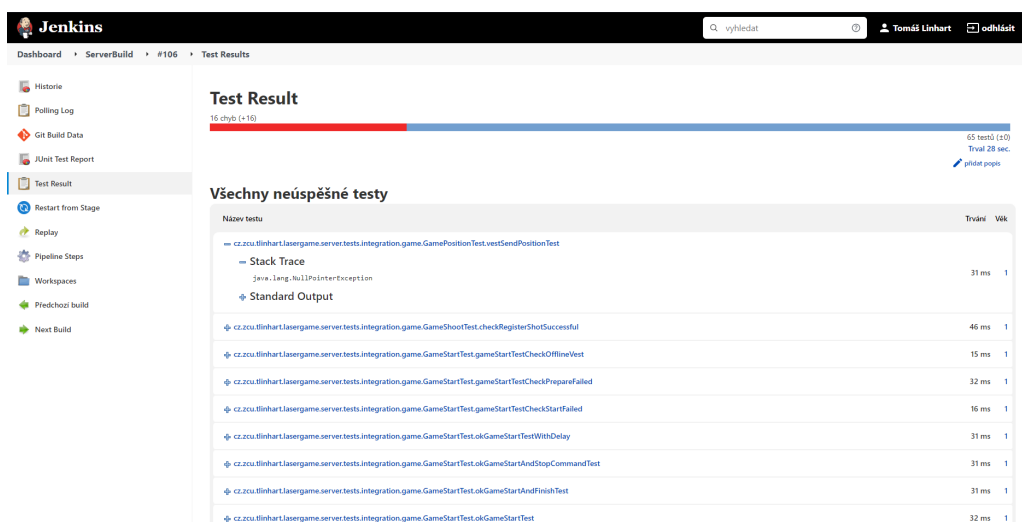 Jenkins
vyhledat
Tomáš Linhart
odhlásit
Dashboard
ServerBuild
#106
Test Results
Historie
Polling Log
Git Build Data
JUnit Test Report
Test Result
Restart from Stage
Replay
Pipeline Steps
Workspaces
Předchozí build
Next Build
Test Result
16 chyb (+16)
65 testů (±0)
Trval 28 sec.
přidat popis
Všechny neúspěšné testy
Název testu Trvání Věk
cz.zcu.tlinhart.lasergame.server.tests.integration.game.GamePositionTest.vestSendPositionTest
Stack Trace
java.lang.NullPointerException
31 ms 1
Standard Output
cz.zcu.tlinhart.lasergame.server.tests.integration.game.GameShootTest.checkRegisterShotSuccessful 46 ms 1
cz.zcu.tlinhart.lasergame.server.tests.integration.game.GameStartTest.gameStartTestCheckOfflineVest 15 ms 1
cz.zcu.tlinhart.lasergame.server.tests.integration.game.GameStartTest.gameStartTestCheckPrepareFailed 32 ms 1
cz.zcu.tlinhart.lasergame.server.tests.integration.game.GameStartTest.gameStartTestCheckStartFailed 16 ms 1
cz.zcu.tlinhart.lasergame.server.tests.integration.game.GameStartTest.okGameStartTestWithDelay 31 ms 1
cz.zcu.tlinhart.lasergame.server.tests.integration.game.GameStartTest.okGameStartAndStopCommandTest 31 ms 1
cz.zcu.tlinhart.lasergame.server.tests.integration.game.GameStartTest.okGameStartAndFinishTest 31 ms 1
cz.zcu.tlinhart.lasergame.server.tests.integration.game.GameStartTest.okGameStartTest 32 ms 1